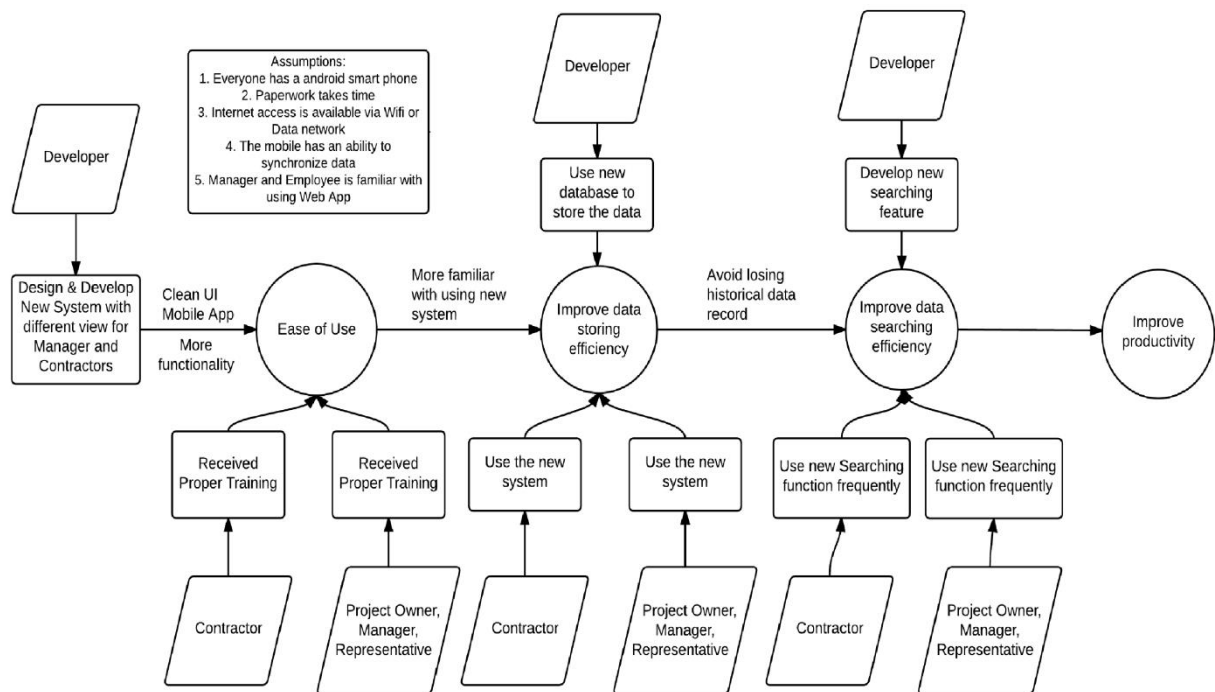 Assumptions:
1. Everyone has a android smart phone
2. Paperwork takes time
3. Internet access is available via Wifi or
Data network
4. The mobile has an ability to
synchronize data
5. Manager and Employee is familiar with
using Web App
Developer
Developer
Developer
Use new
database to
store the data
Develop new
searching
feature
Design & Develop
New System with
different view for
Manager and
Contractors
Clean UI
Mobile App
More
functionality
Ease of Use
More familiar
with using new
system
Improve data
storing
efficiency
Avoid losing
historical data
record
Improve data
searching
efficiency
Improve
productivity
Received
Proper Training
Received
Proper Training
Use the new
system
Use the new
system
Use new Searching
function frequently
Use new Searching
function frequently
Contractor
Project Owner,
Manager,
Representative
Contractor
Project Owner,
Manager,
Representative
Contractor
Project Owner,
Manager,
Representative